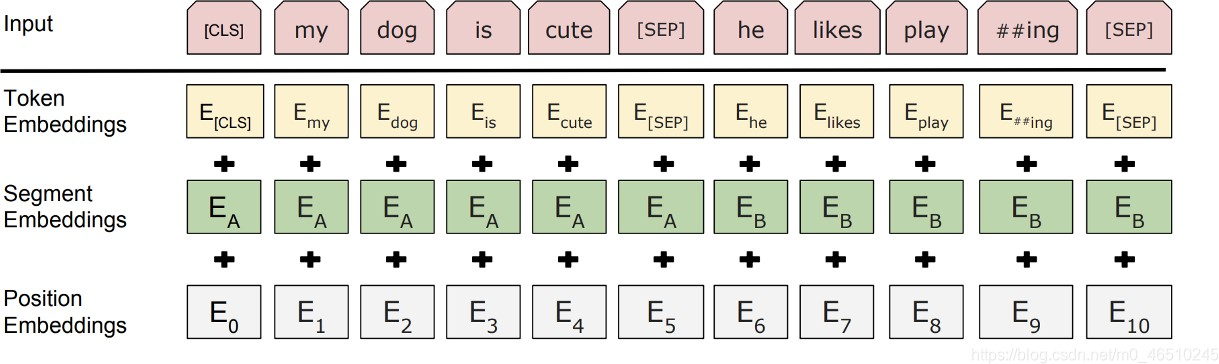 Input [CLS] my dog is cute [SEP] he likes play ##ing [SEP]
Token
Embeddings
E[CLS] Emy Edog Eis Ecute E[SEP] Ehe Elikes Eplay E##ing E[SEP]
+ + + + + + + + + + +
Segment
Embeddings
EA EA EA EA EA EA EB EB EB EB EB
+ + + + + + + + + + +
Position
Embeddings
E0 E1 E2 E3 E4 E5 E6 E7 E8 E9 E10
https://blog.csdn.net/m0_46510245